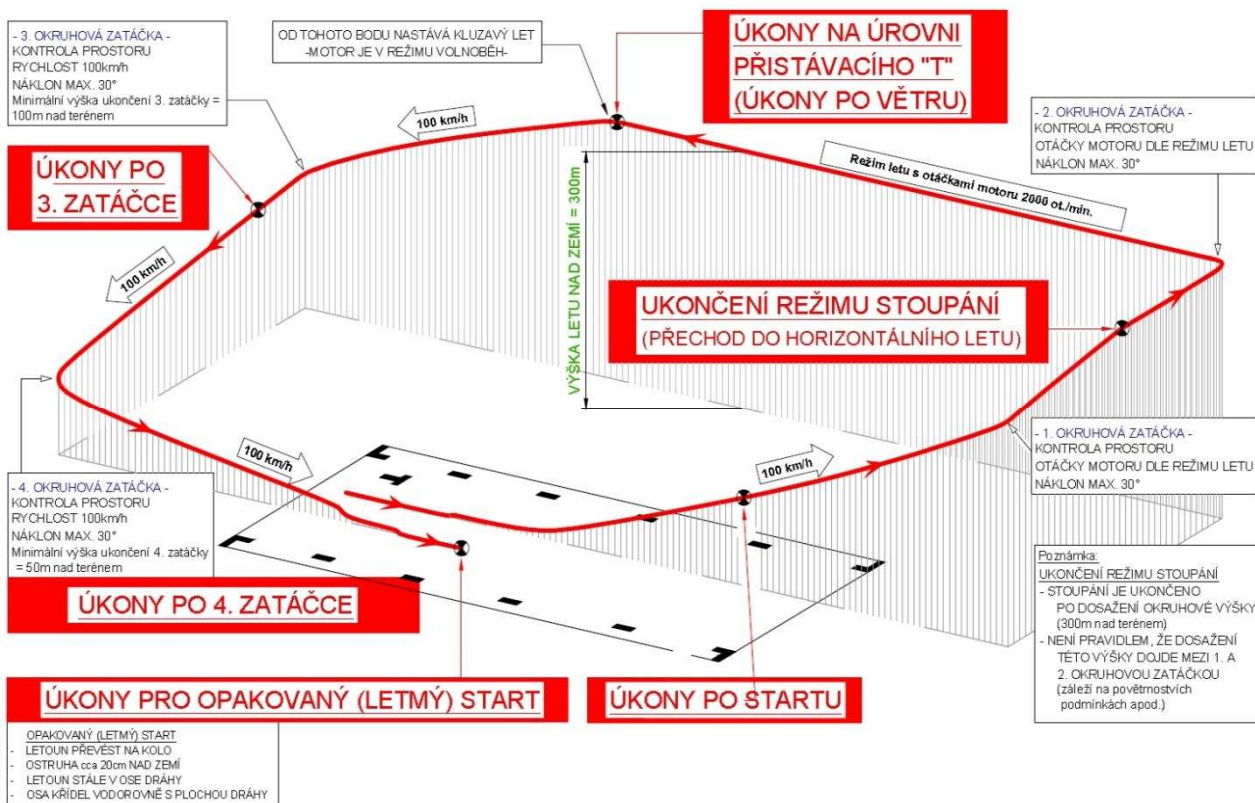 - 3. OKRUHOVÁ ZATÁČKA -
KONTROLA PROSTORU
RYCHLOST 100km/h
NÁKLON MAX. 30°
Minimální výška ukončení 3. zatáčky =
100m nad terénem
OD TOHOTO BODU NASTÁVÁ KLUZAVÝ LET
-MOTOR JE V REŽIMU VOLNOBĚH-
ÚKONY NA ÚROVNI
PŘISTÁVACÍHO "T"
(ÚKONY PO VĚTRU)
- 2. OKRUHOVÁ ZATÁČKA -
KONTROLA PROSTORU
OTÁČKY MOTORU DLE REŽIMU LETU
NÁKLON MAX. 30°
100 km/h
Režim letu s otáčkami motoru 2000 ot./min.
ÚKONY PO
3. ZATÁČCE
100 km/h
VÝŠKA LETU NAD ZEMÍ = 300m
UKONČENÍ REŽIMU STOUPÁNÍ
(PŘECHOD DO HORIZONTÁLNÍHO LETU)
- 1. OKRUHOVÁ ZATÁČKA -
KONTROLA PROSTORU
OTÁČKY MOTORU DLE REŽIMU LETU
NÁKLON MAX. 30°
100 km/h
100 km/h
- 4. OKRUHOVÁ ZATÁČKA -
KONTROLA PROSTORU
RYCHLOST 100km/h
NÁKLON MAX. 30°
Minimální výška ukončení 4. zatáčky
= 50m nad terénem
ÚKONY PO 4. ZATÁČCE
Poznámka:
UKONČENÍ REŽIMU STOUPÁNÍ
- STOUPÁNÍ JE UKONČENO
PO DOSAŽENÍ OKRUHOVÉ VÝŠKY
(300m nad terénem)
- NENÍ PRAVIDLEM, ŽE DOSAŽENÍ
TÉTO VÝŠKY DOJDE MEZI 1. A
2. OKRUHOVOU ZATÁČKOU
(záleží na povětrnostvích
podmínkách apod.)
ÚKONY PRO OPAKOVANÝ (LETMÝ) START
ÚKONY PO STARTU
OPAKOVANÝ (LETMÝ) START
- LETOUN PŘEVÉST NA KOLO
- OSTRUHA cca 20cm NAD ZEMÍ
- LETOUN STÁLE V OSE DRÁHY
- OSA KŘÍDEL VODOROVNĚ S PLOCHOU DRÁHY